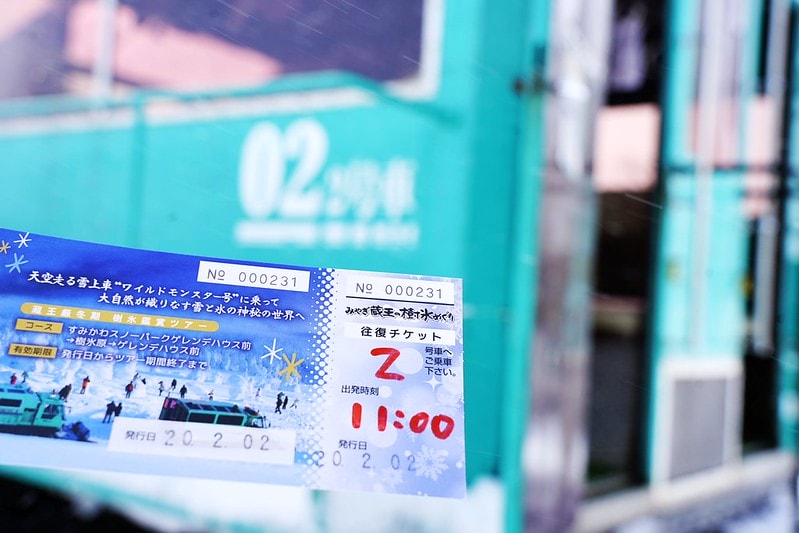 02 2号車
№ 000231
天空走る雪上車"ワイルドモンスター号"に乗って
大自然が織りなす雪と氷の神秘の世界へ
蔵王厳冬期 樹氷鑑賞ツアー
コース すみかわスノーパークゲレンデハウス前
→樹氷原→ゲレンデハウス前
有効期限 発行日からツアー期間終了まで
発行日 20.2.02
№ 000231
みやぎ蔵王の樹氷めぐり
往復チケット
2 号車へ
ご乗車
下さい。
出発時刻
11:00
発行日
20.2.02